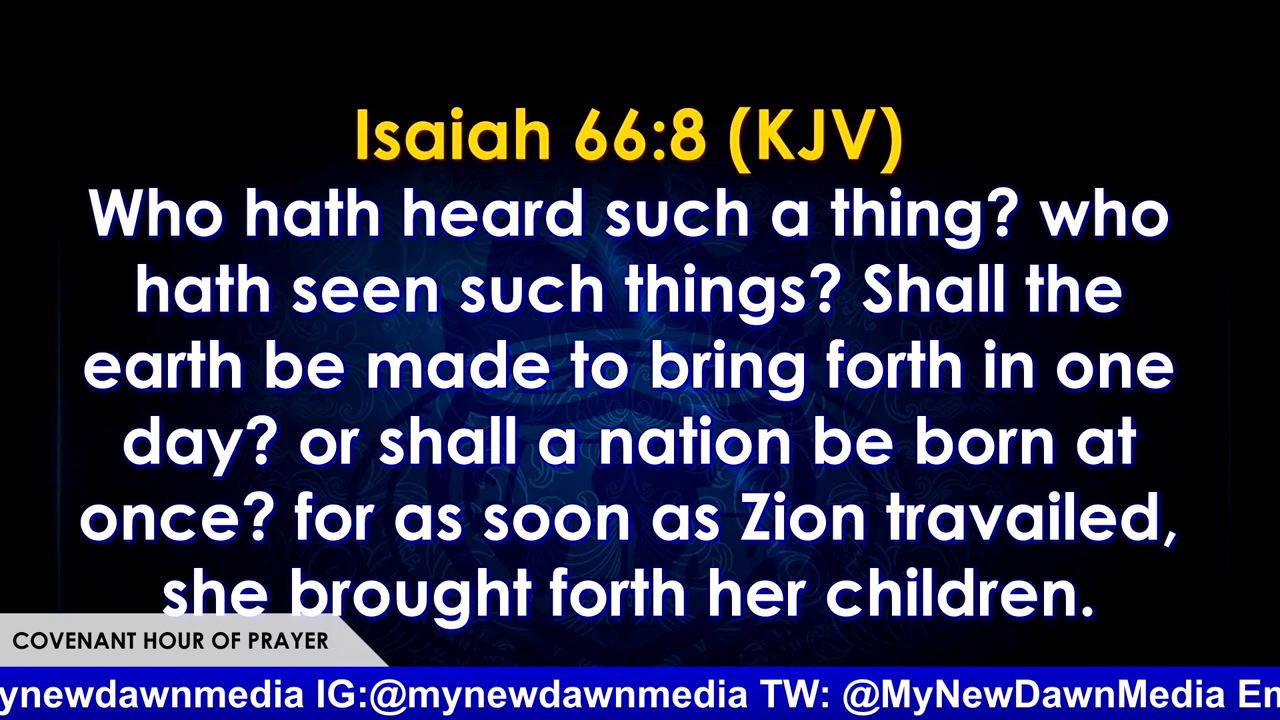 Isaiah 66:8 (KJV)
Who hath heard such a thing? who
hath seen such things? Shall the
earth be made to bring forth in one
day? or shall a nation be born at
once? for as soon as Zion travailed,
she brought forth her children.
COVENANT HOUR OF PRAYER
ynewdawnmedia IG:@mynewdawnmedia TW: @MyNewDawnMedia En